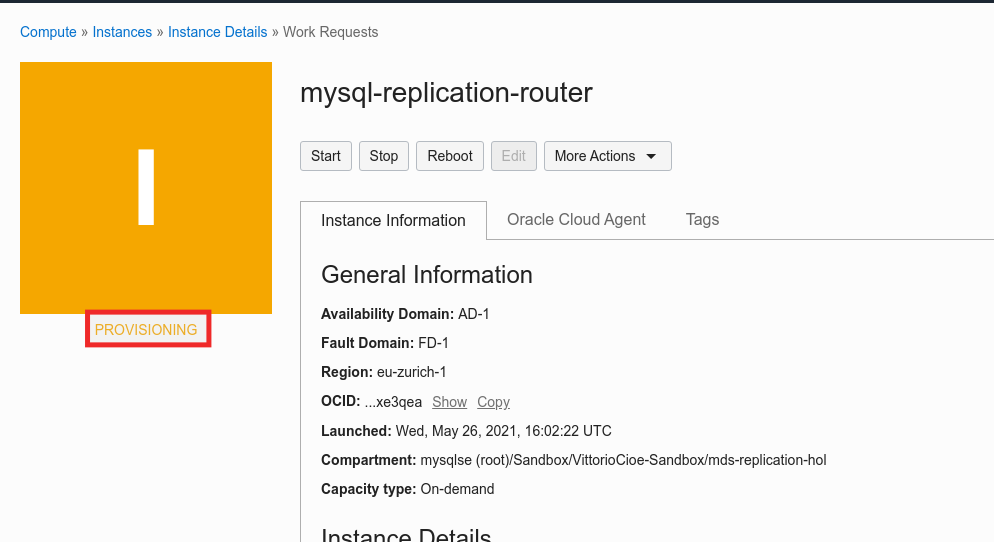 Compute » Instances » Instance Details » Work Requests
I
PROVISIONING
mysql-replication-router
Start Stop Reboot Edit More Actions
Instance Information Oracle Cloud Agent Tags
General Information
Availability Domain: AD-1
Fault Domain: FD-1
Region: eu-zurich-1
OCID: ...xe3qea Show Copy
Launched: Wed, May 26, 2021, 16:02:22 UTC
Compartment: mysqlse (root)/Sandbox/VittorioCioe-Sandbox/mds-replication-hol
Capacity type: On-demand
Instance Details